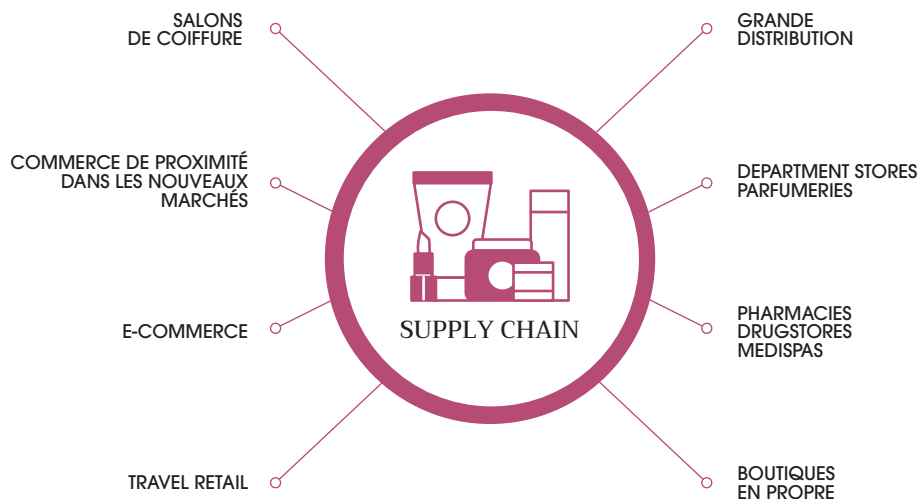 SALONS
DE COIFFURE
GRANDE
DISTRIBUTION
COMMERCE DE PROXIMITÉ
DANS LES NOUVEAUX
MARCHÉS
DEPARTMENT STORES
PARFUMERIES
SUPPLY CHAIN
E-COMMERCE
PHARMACIES
DRUGSTORES
MEDISPAS
TRAVEL RETAIL
BOUTIQUES
EN PROPRE